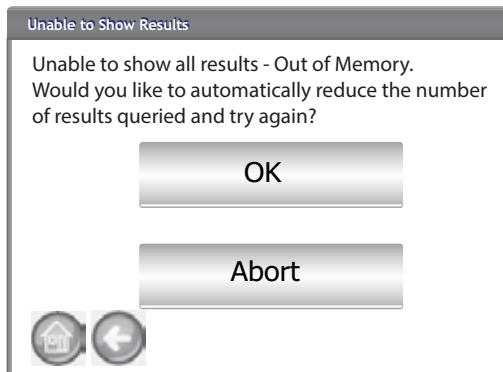 Unable to Show Results
Unable to show all results - Out of Memory.
Would you like to automatically reduce the number
of results queried and try again?
OK
Abort